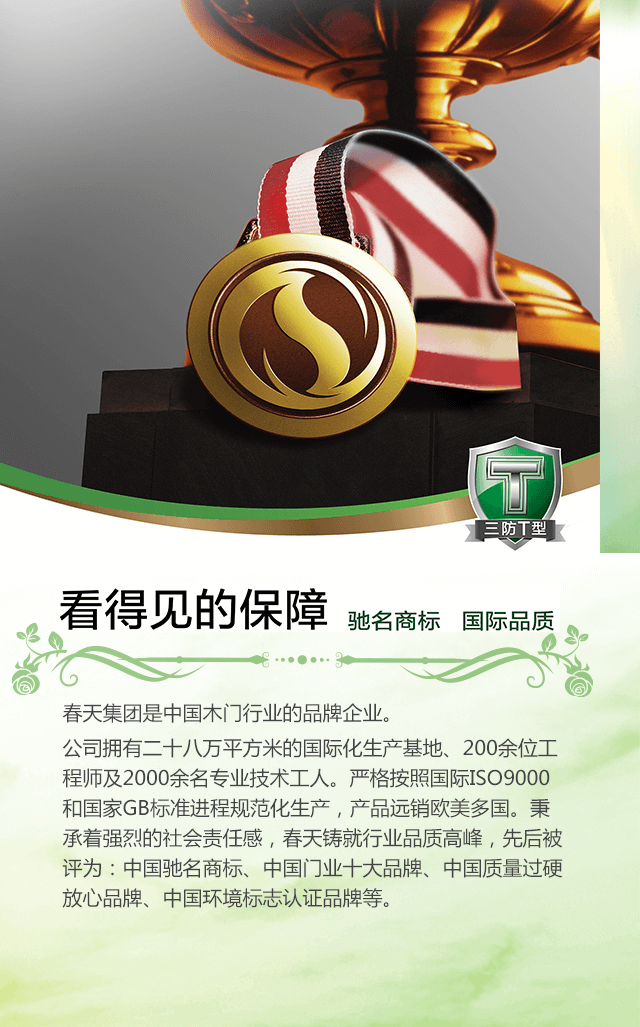 T
三防T型
看得见的保障 驰名商标 国际品质
春天集团是中国木门行业的品牌企业。
公司拥有二十八万平方米的国际化生产基地、200余位工
程师及2000余名专业技术工人。严格按照国际ISO9000
和国家GB标准进程规范化生产，产品远销欧美多国。秉
承着强烈的社会责任感，春天铸就行业品质高峰，先后被
评为：中国驰名商标、中国门业十大品牌、中国质量过硬
放心品牌、中国环境标志认证品牌等。